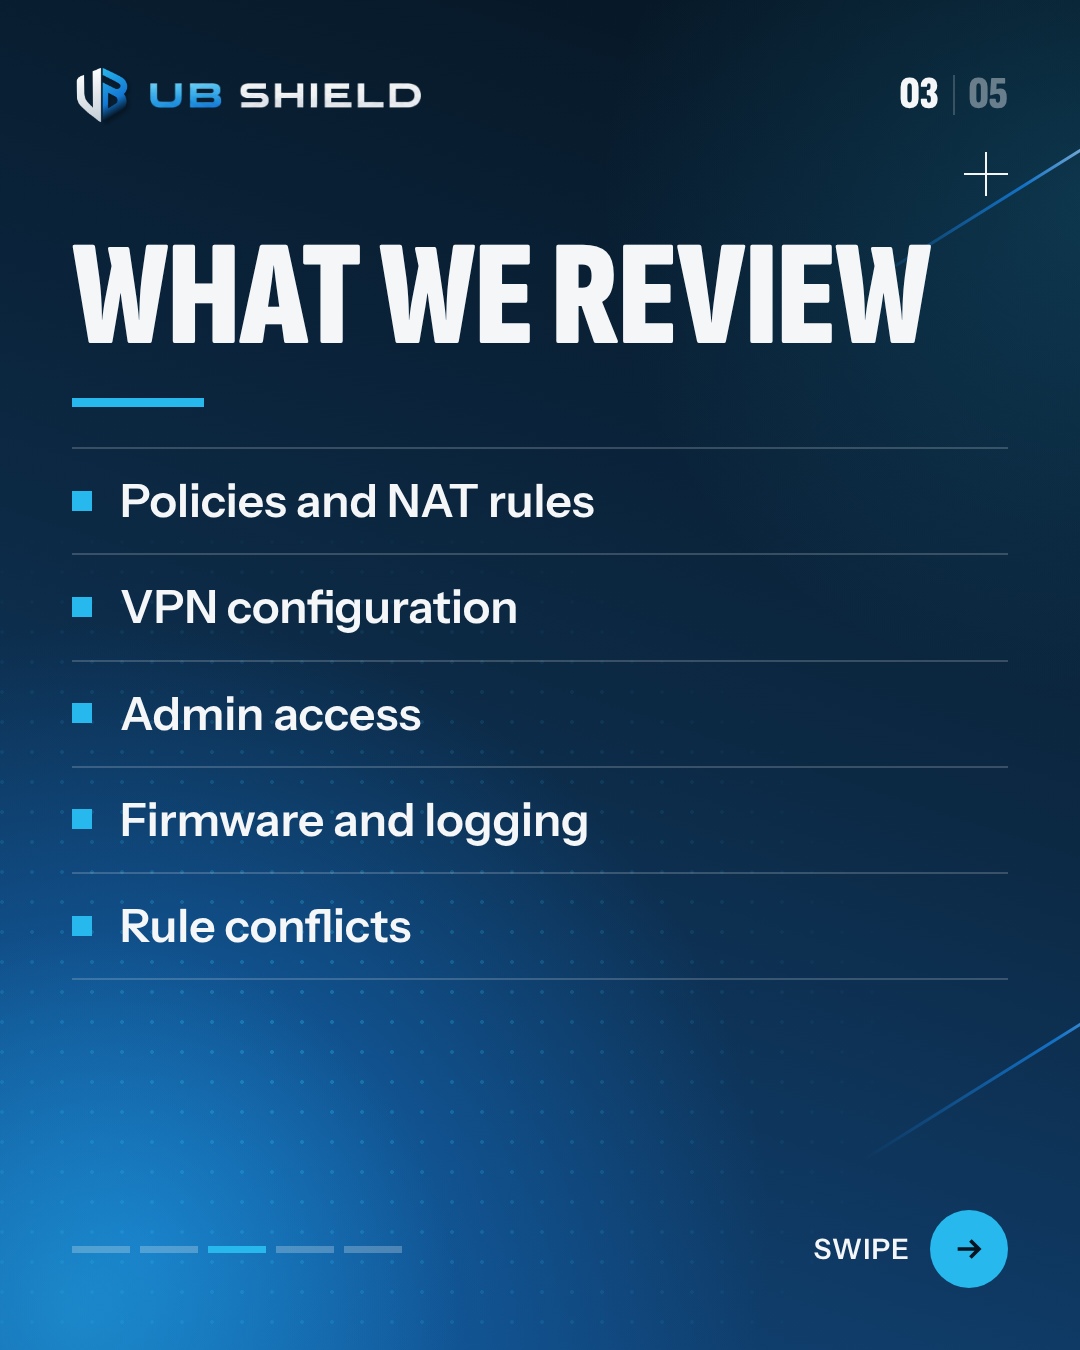 UB SHIELD
03 | 05
WHAT WE REVIEW
Policies and NAT rules
VPN configuration
Admin access
Firmware and logging
Rule conflicts
SWIPE